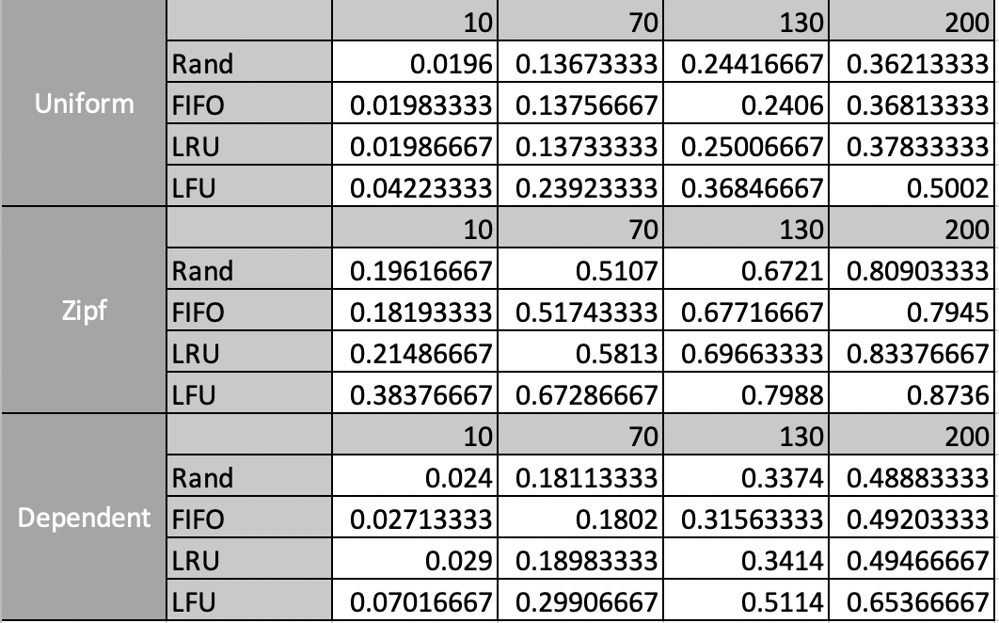 10 70 130 200
Rand 0.0196 0.13673333 0.24416667 0.36213333
Uniform FIFO 0.01983333 0.13756667 0.2406 0.36813333
LRU 0.01986667 0.13733333 0.25006667 0.37833333
LFU 0.04223333 0.23923333 0.36846667 0.5002
10 70 130 200
Rand 0.19616667 0.5107 0.6721 0.80903333
Zipf FIFO 0.18193333 0.51743333 0.67716667 0.7945
LRU 0.21486667 0.5813 0.69663333 0.83376667
LFU 0.38376667 0.67286667 0.7988 0.8736
10 70 130 200
Rand 0.024 0.18113333 0.3374 0.48883333
Dependent FIFO 0.02713333 0.1802 0.31563333 0.49203333
LRU 0.029 0.18983333 0.3414 0.49466667
LFU 0.07016667 0.29906667 0.5114 0.65366667